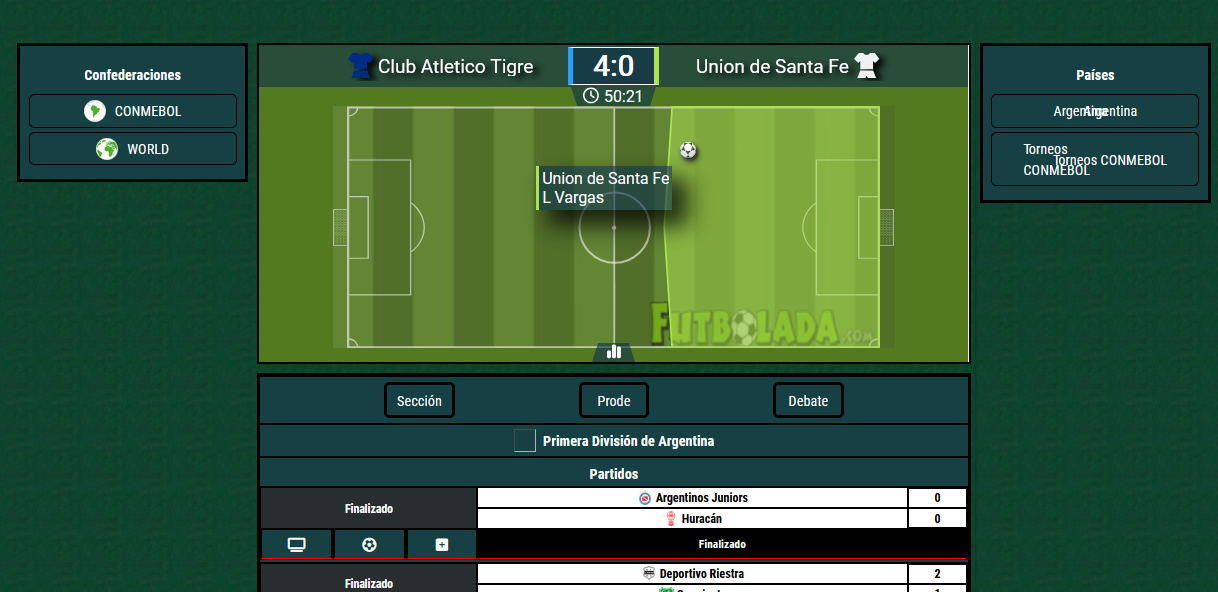 Confederaciones
CONMEBOL
WORLD
Club Atletico Tigre
4:0
Union de Santa Fe
50:21
Union de Santa Fe
L Vargas
FUTBOLADA.COM
Países
Argentina
Argentina
Torneos
CONMEBOL
Torneos CONMEBOL
Sección
Prode
Debate
Primera División de Argentina
Partidos
Finalizado
Argentinos Juniors
0
Huracán
0
Finalizado
Finalizado
Deportivo Riestra
2